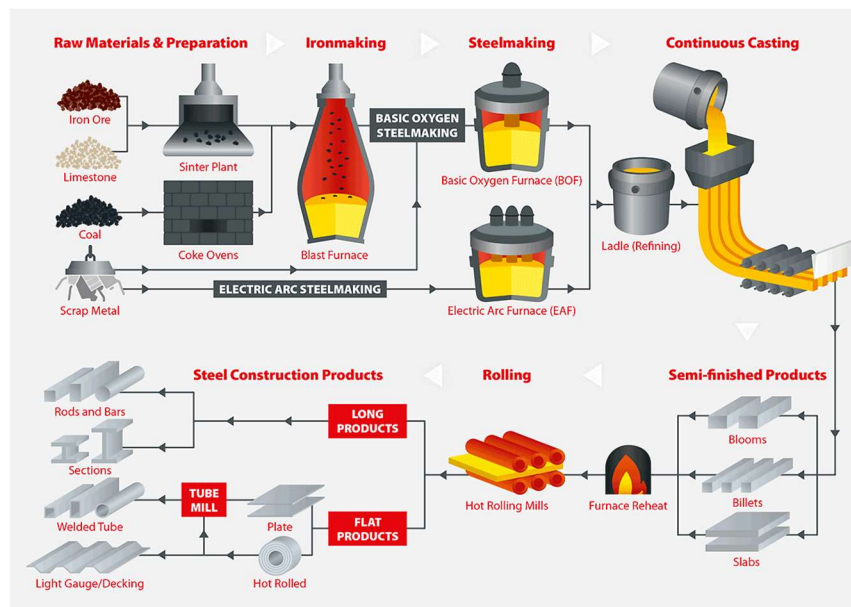 Raw Materials & Preparation
Ironmaking
Steelmaking
Continuous Casting
Iron Ore
Limestone
Coal
Scrap Metal
Sinter Plant
Coke Ovens
Blast Furnace
BASIC OXYGEN
STEELMAKING
ELECTRIC ARC STEELMAKING
Basic Oxygen Furnace (BOF)
Electric Arc Furnace (EAF)
Ladle (Refining)
Steel Construction Products
Rolling
Semi-finished Products
Rods and Bars
Sections
Welded Tube
Light Gauge/Decking
LONG
PRODUCTS
TUBE
MILL
Plate
Hot Rolled
FLAT
PRODUCTS
Hot Rolling Mills
Furnace Reheat
Blooms
Billets
Slabs